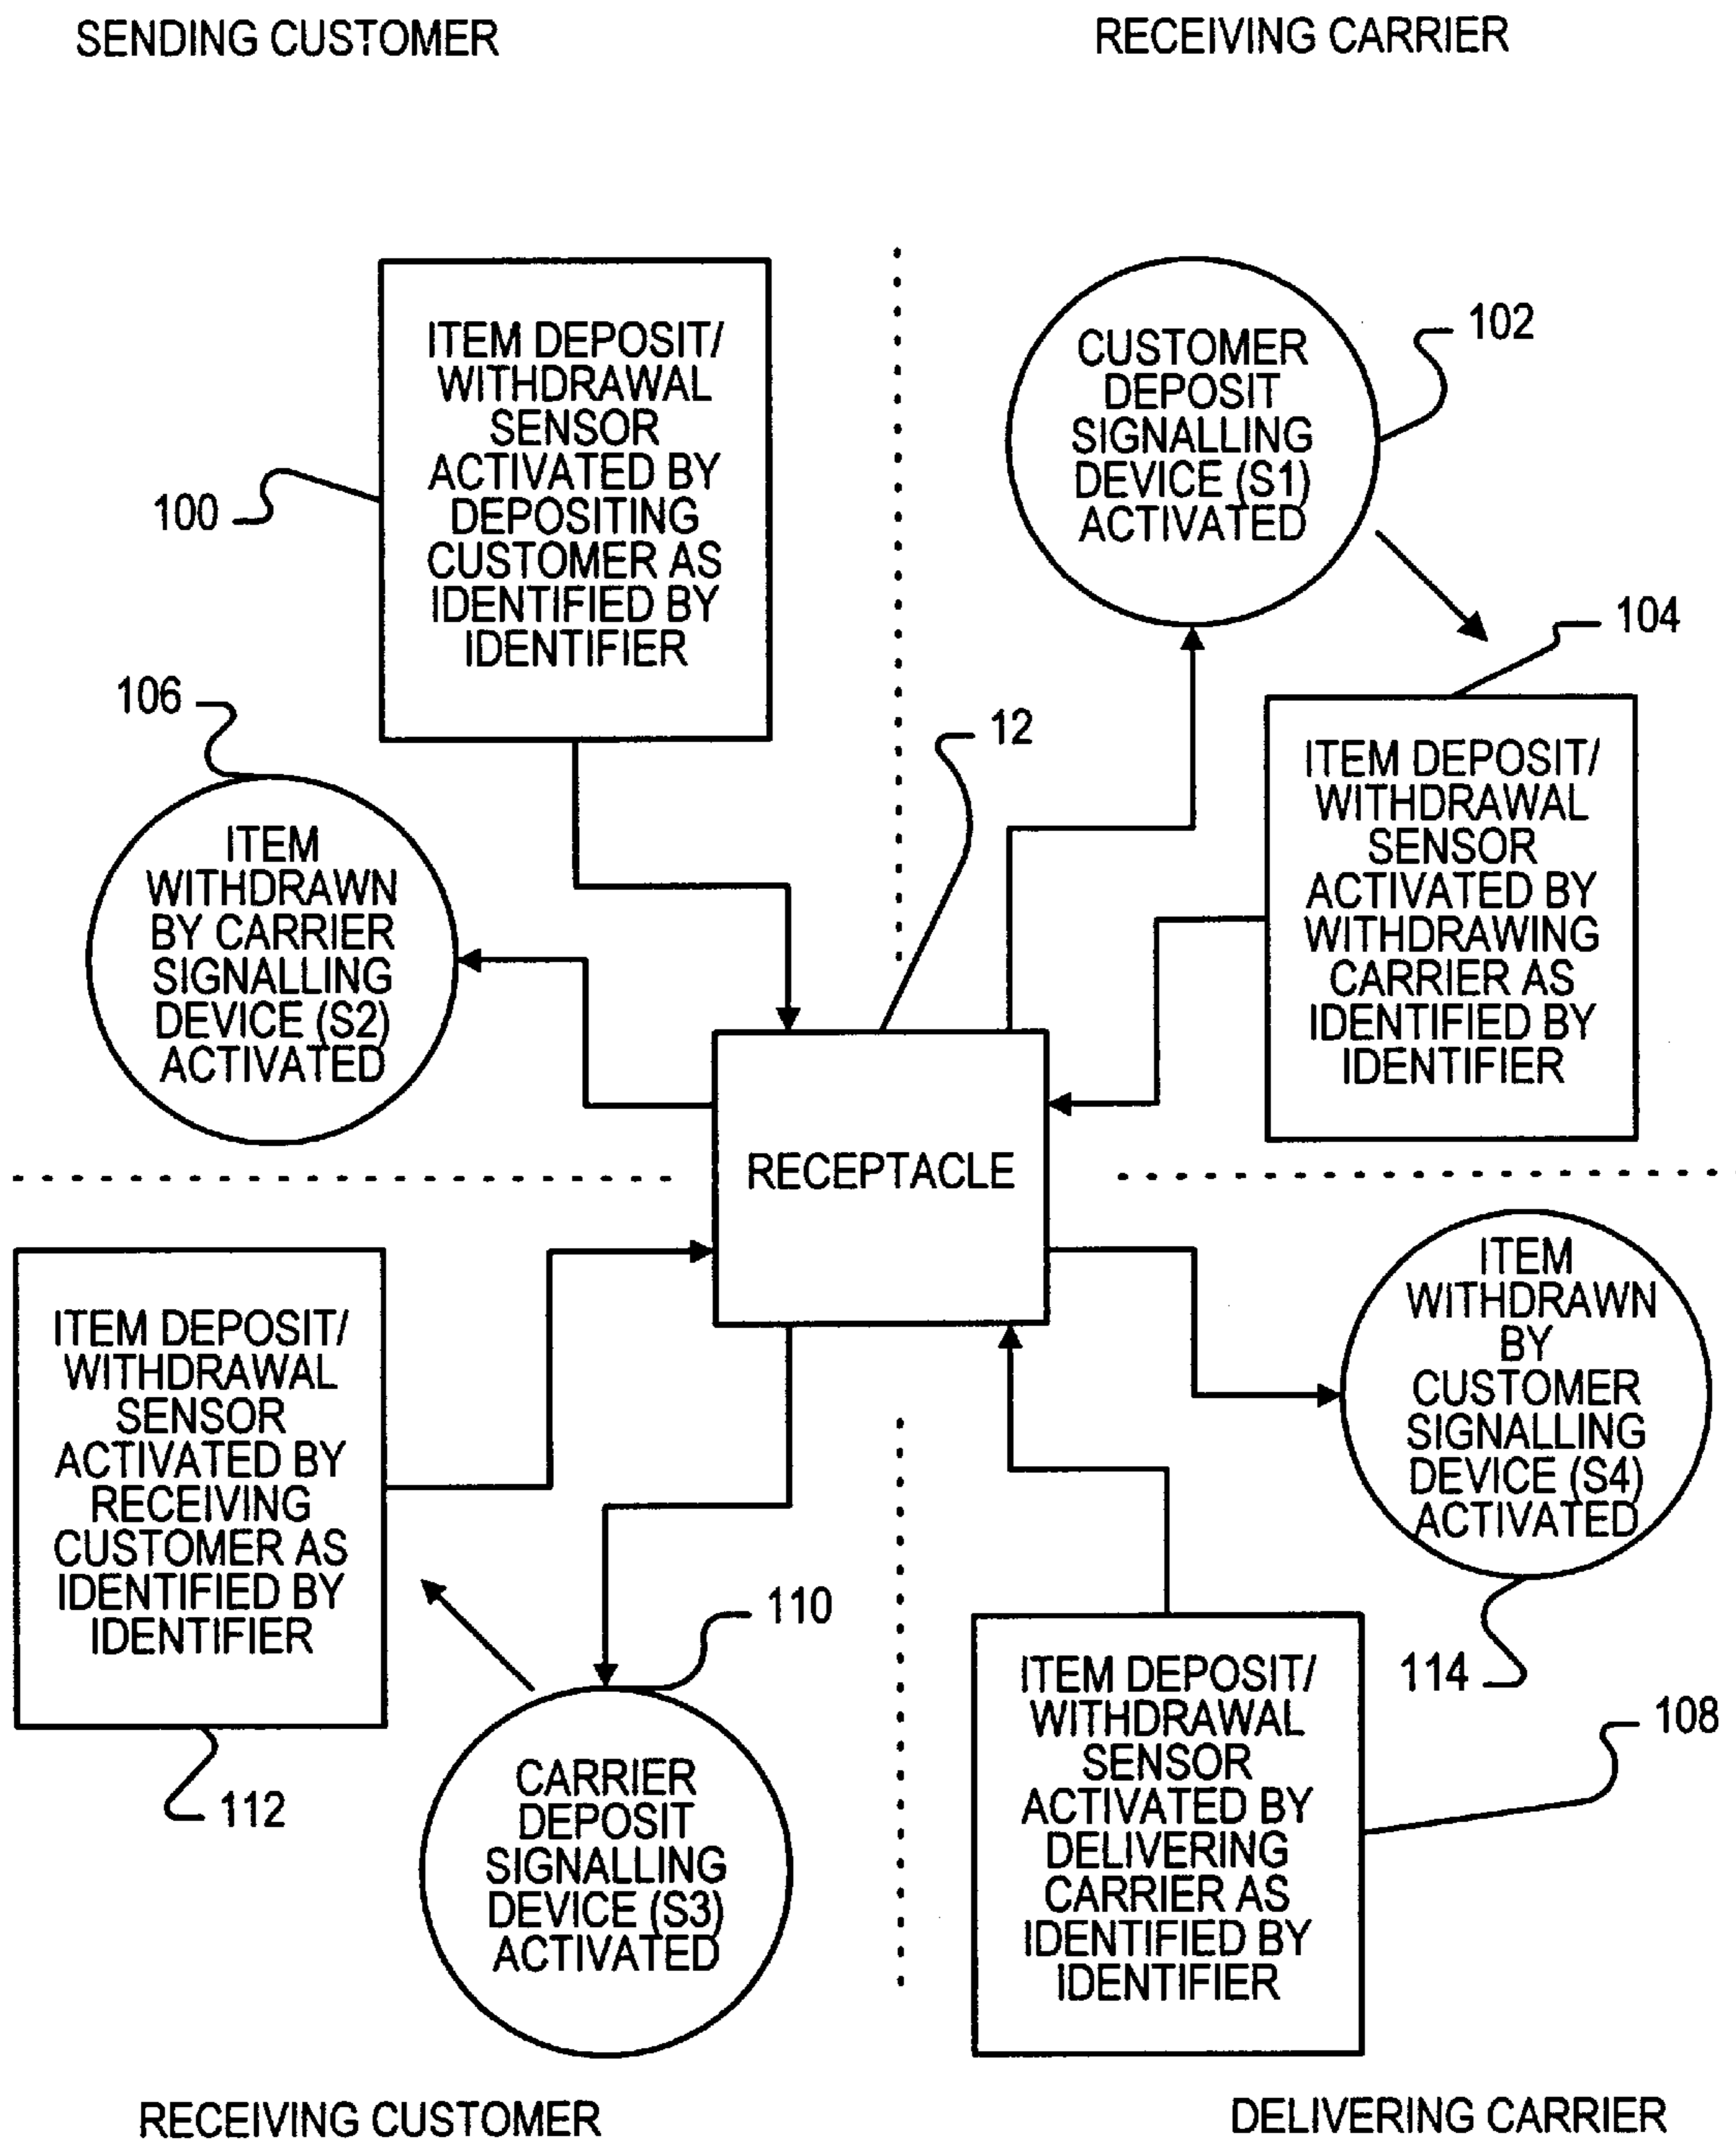 SENDING CUSTOMER
RECEIVING CARRIER
ITEM DEPOSIT/
WITHDRAWAL
SENSOR
ACTIVATED BY
DEPOSITING
CUSTOMER AS
IDENTIFIED BY
IDENTIFIER
100
CUSTOMER
DEPOSIT
SIGNALLING
DEVICE (S1)
ACTIVATED
102
104
106
12
ITEM
WITHDRAWN
BY CARRIER
SIGNALLING
DEVICE (S2)
ACTIVATED
ITEM DEPOSIT/
WITHDRAWAL
SENSOR
ACTIVATED BY
WITHDRAWING
CARRIER AS
IDENTIFIED BY
IDENTIFIER
RECEPTACLE
ITEM DEPOSIT/
WITHDRAWAL
SENSOR
ACTIVATED BY
RECEIVING
CUSTOMER AS
IDENTIFIED BY
IDENTIFIER
112
ITEM
WITHDRAWN
BY
CUSTOMER
SIGNALLING
DEVICE (S4)
ACTIVATED
114
110
CARRIER
DEPOSIT
SIGNALLING
DEVICE (S3)
ACTIVATED
ITEM DEPOSIT/
WITHDRAWAL
SENSOR
ACTIVATED BY
DELIVERING
CARRIER AS
IDENTIFIED BY
IDENTIFIER
108
RECEIVING CUSTOMER
DELIVERING CARRIER